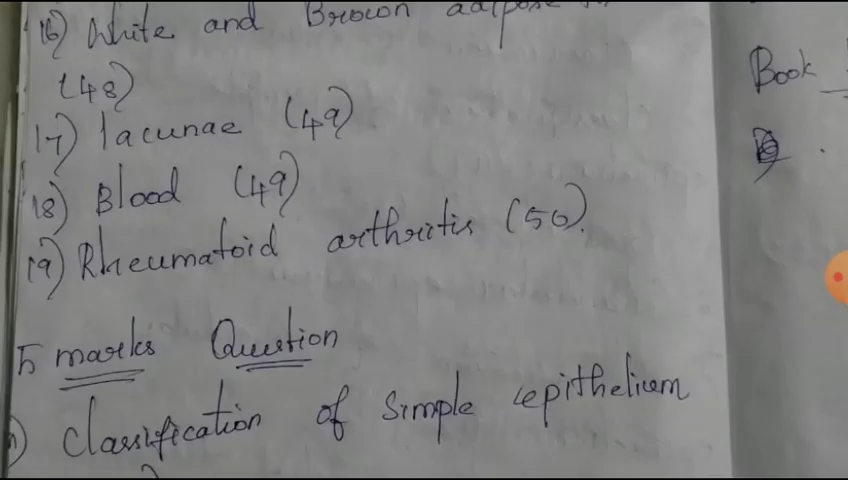 16) White and Brown adipose
(48)
17) lacunae (49)
18) Blood (49)
19) Rheumatoid arthritis (50).
5 marks Question
Classification of Simple epithelium
Book